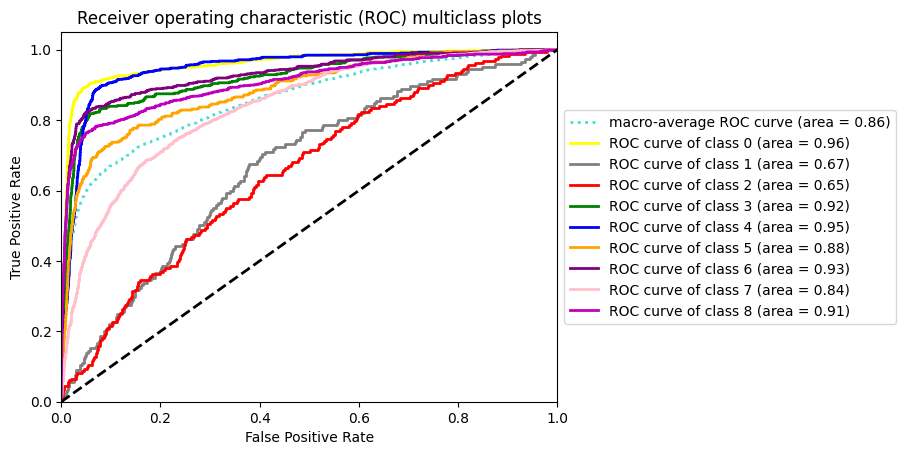 Receiver operating characteristic (ROC) multiclass plots
1.0
0.8
0.6
0.4
0.2
0.0
True Positive Rate
0.0 0.2 0.4 0.6 0.8 1.0
False Positive Rate
macro-average ROC curve (area = 0.86)
ROC curve of class 0 (area = 0.96)
ROC curve of class 1 (area = 0.67)
ROC curve of class 2 (area = 0.65)
ROC curve of class 3 (area = 0.92)
ROC curve of class 4 (area = 0.95)
ROC curve of class 5 (area = 0.88)
ROC curve of class 6 (area = 0.93)
ROC curve of class 7 (area = 0.84)
ROC curve of class 8 (area = 0.91)